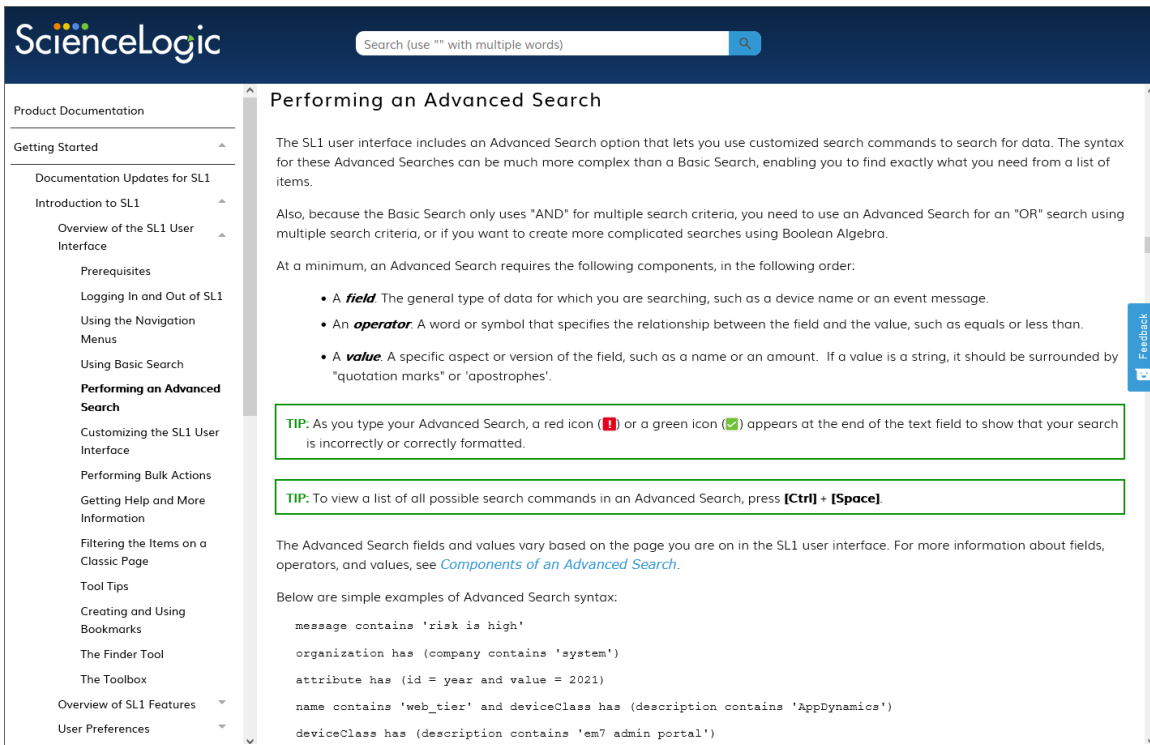 ScienceLogic
Search (use "" with multiple words)
Product Documentation
Getting Started
Documentation Updates for SL1
Introduction to SL1
Overview of the SL1 User
Interface
Prerequisites
Logging In and Out of SL1
Using the Navigation
Menus
Using Basic Search
Performing an Advanced
Search
Customizing the SL1 User
Interface
Performing Bulk Actions
Getting Help and More
Information
Filtering the Items on a
Classic Page
Tool Tips
Creating and Using
Bookmarks
The Finder Tool
The Toolbox
Overview of SL1 Features
User Preferences
Performing an Advanced Search
The SL1 user interface includes an Advanced Search option that lets you use customized search commands to search for data. The syntax
for these Advanced Searches can be much more complex than a Basic Search, enabling you to find exactly what you need from a list of
items.
Also, because the Basic Search only uses "AND" for multiple search criteria, you need to use an Advanced Search for an "OR" search using
multiple search criteria, or if you want to create more complicated searches using Boolean Algebra.
At a minimum, an Advanced Search requires the following components, in the following order:
• A field. The general type of data for which you are searching, such as a device name or an event message.
• An operator. A word or symbol that specifies the relationship between the field and the value, such as equals or less than.
• A value. A specific aspect or version of the field, such as a name or an amount. If a value is a string, it should be surrounded by
"quotation marks" or 'apostrophes'.
TIP: As you type your Advanced Search, a red icon (!) or a green icon (✓) appears at the end of the text field to show that your search
is incorrectly or correctly formatted.
TIP: To view a list of all possible search commands in an Advanced Search, press [Ctrl] + [Space].
The Advanced Search fields and values vary based on the page you are on in the SL1 user interface. For more information about fields,
operators, and values, see Components of an Advanced Search.
Below are simple examples of Advanced Search syntax:
message contains 'risk is high'
organization has (company contains 'system')
attribute has (id = year and value = 2021)
name contains 'web_tier' and deviceClass has (description contains 'AppDynamics')
deviceClass has (description contains 'em7 admin portal')
Feedback